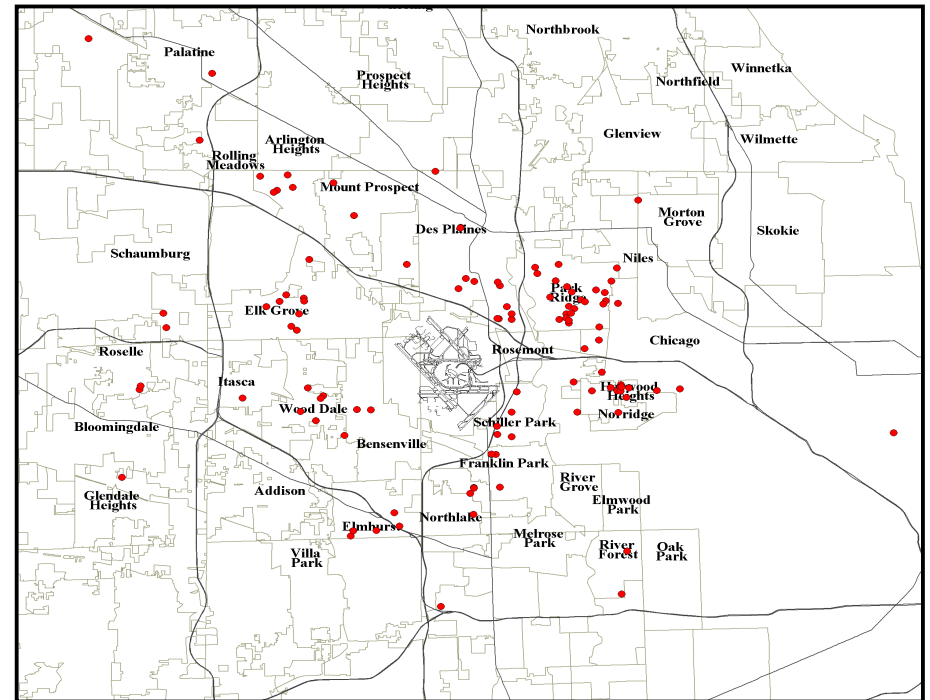 Northbrook
Palatine
Prospect
Heights
Winnetka
Northfield
Glenview
Wilmette
Arlington
Heights
Rolling
Meadows
Mount Prospect
Morton
Grove
Skokie
Des Plaines
Schaumburg
Niles
Park
Ridge
Elk Grove
Chicago
Rosemont
Roselle
Itasca
Heights
Wood Dale
Norridge
Schiller Park
Bloomingdale
Bensenville
Franklin Park
River
Grove
Addison
Glendale
Heights
Elmwood
Park
Northlake
Elmhurst
Melrose
Park
River
Forest
Oak
Park
Villa
Park